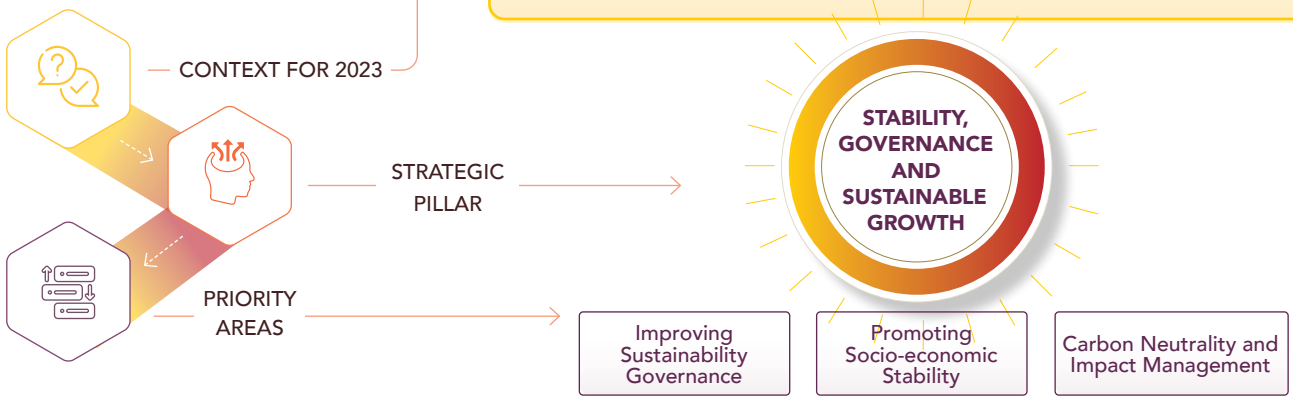 CONTEXT FOR 2023
STRATEGIC
PILLAR
STABILITY,
GOVERNANCE
AND
SUSTAINABLE
GROWTH
PRIORITY
AREAS
Improving
Sustainability
Governance
Promoting
Socio-economic
Stability
Carbon Neutrality and
Impact Management